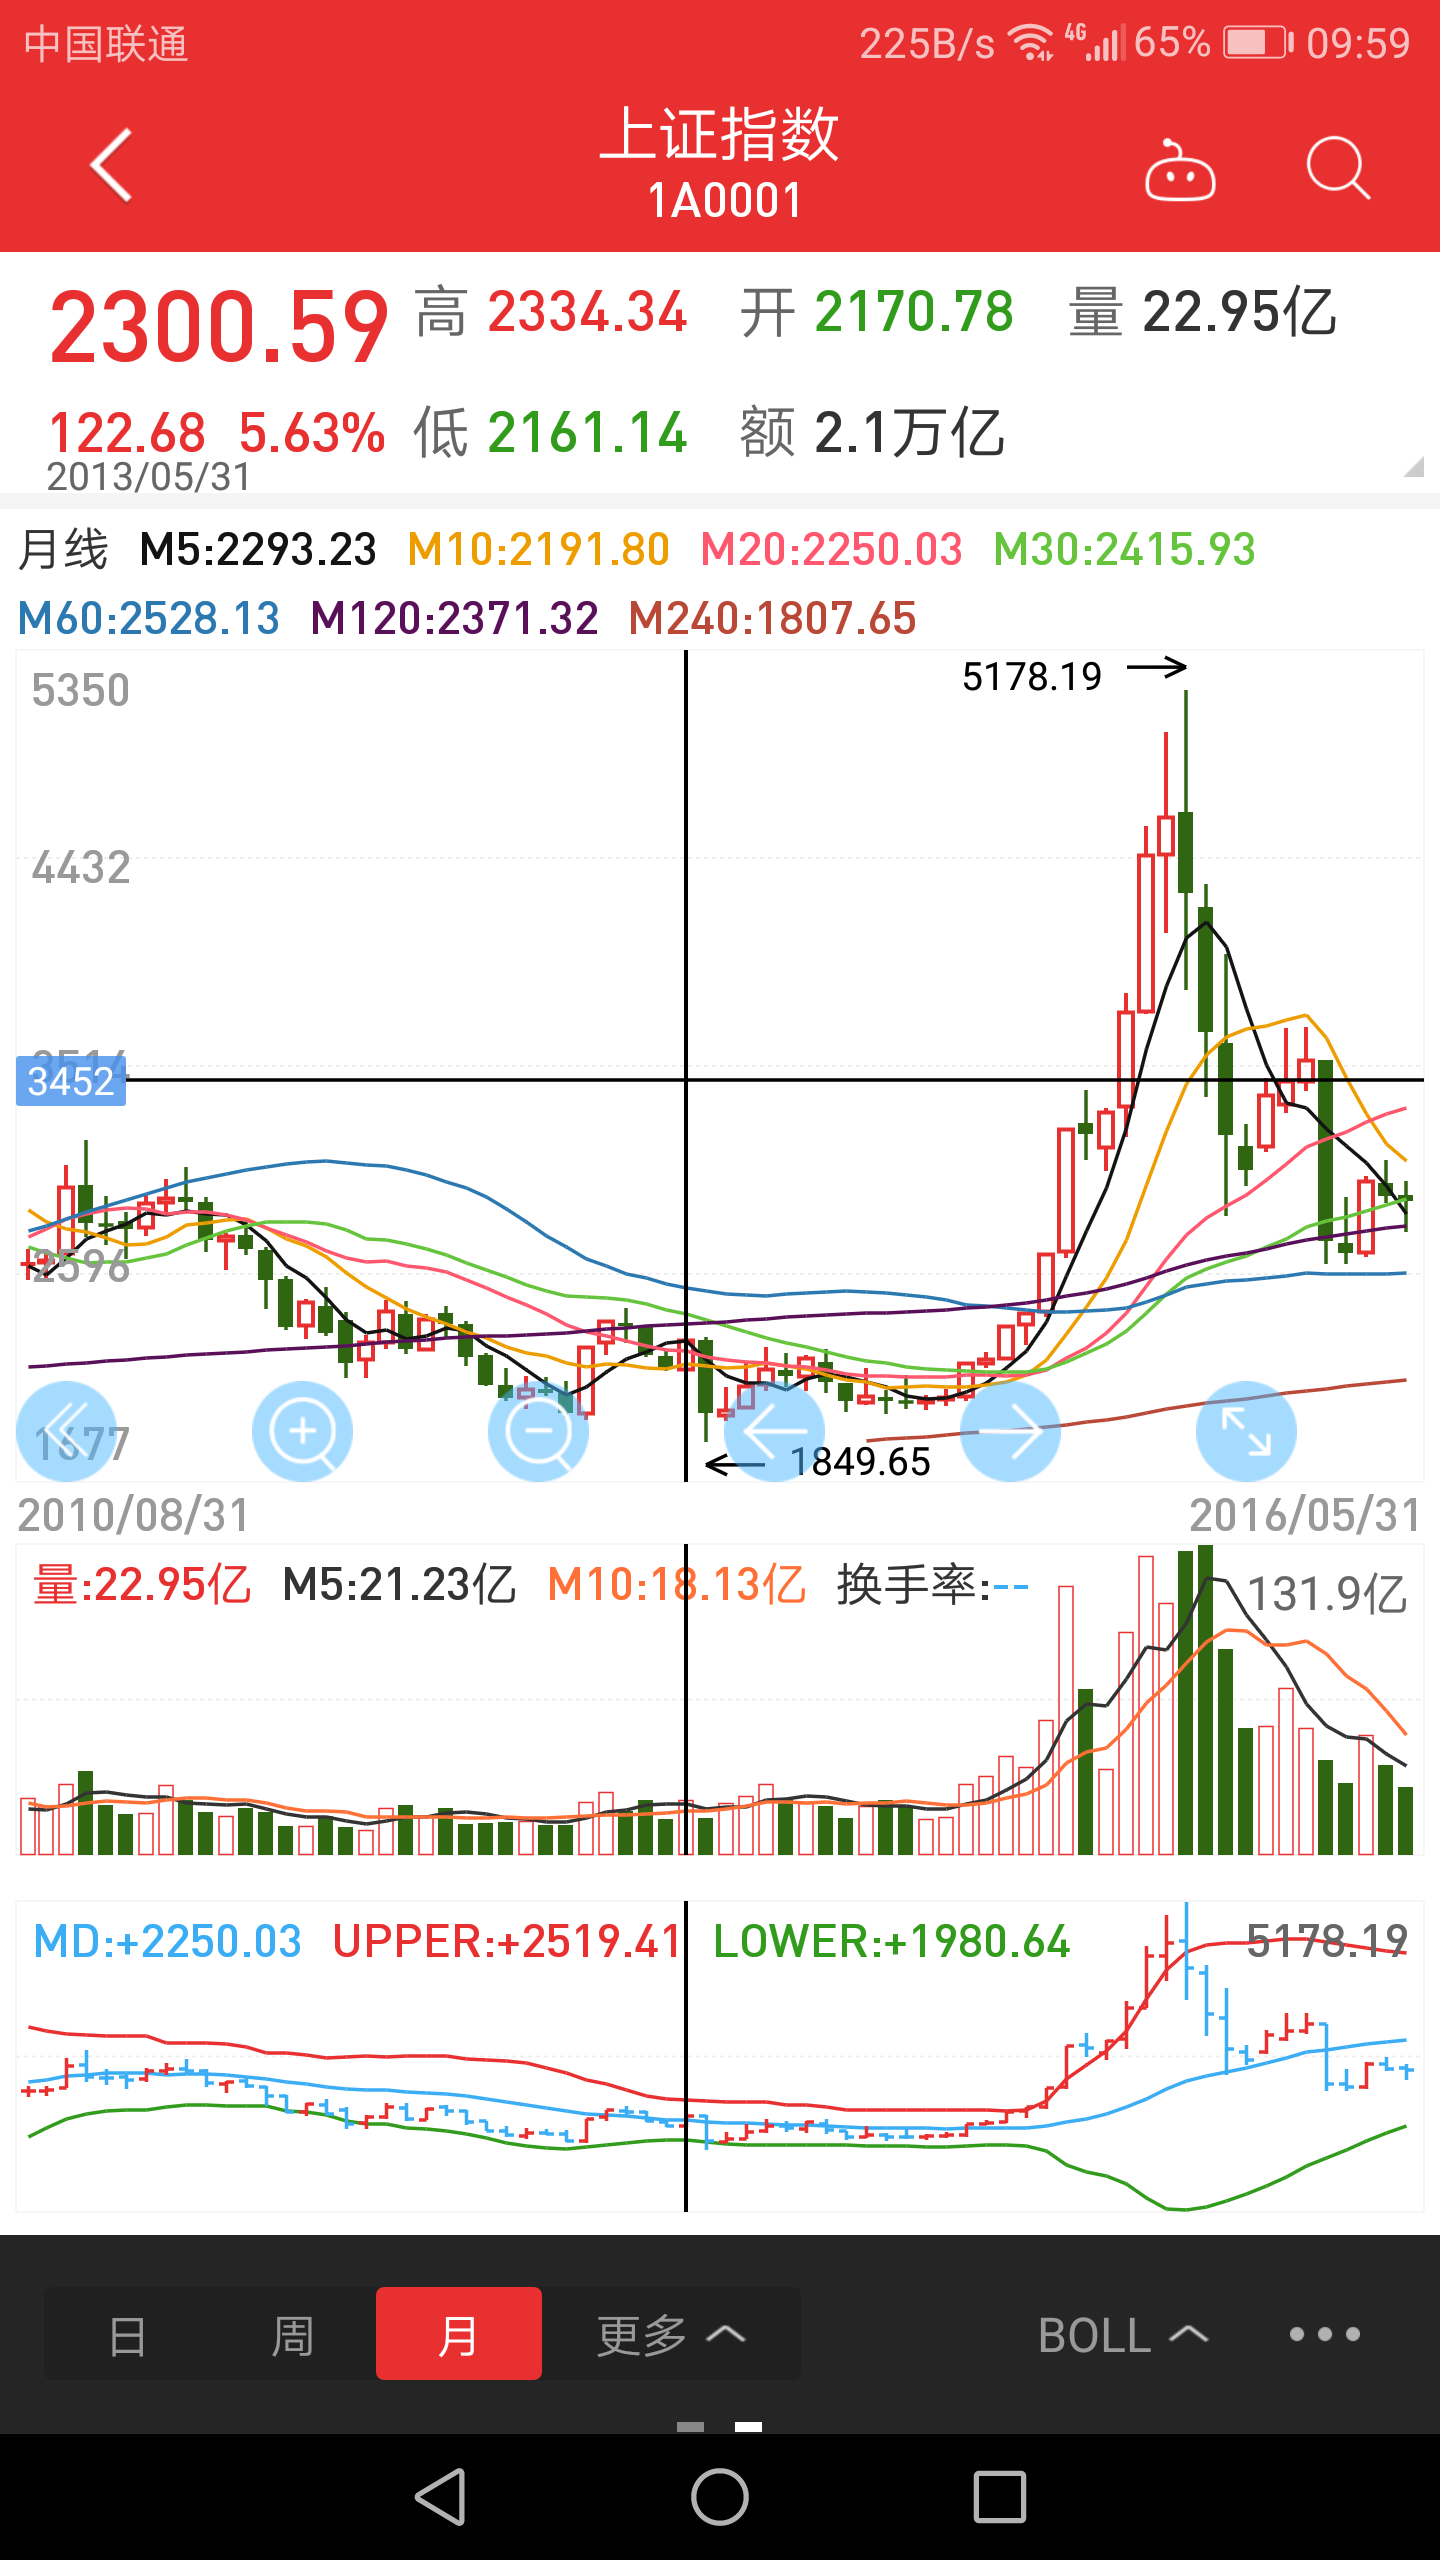 中国联通 225B/s 4G 65% 09:59
上证指数
1A0001
2300.59 高 2334.34 开 2170.78 量 22.95亿
122.68 5.63% 低 2161.14 额 2.1万亿
2013/05/31
月线 M5:2293.23 M10:2191.80 M20:2250.03 M30:2415.93
M60:2528.13 M120:2371.32 M240:1807.65
5178.19
5350
4432
3514
3452
2596
1677
1849.65
2010/08/31 2016/05/31
量:22.95亿 M5:21.23亿 M10:18.13亿 换手率:-- 131.9亿
MD:+2250.03 UPPER:+2519.41 LOWER:+1980.64 5178.19
日 周 月 更多 BOLL